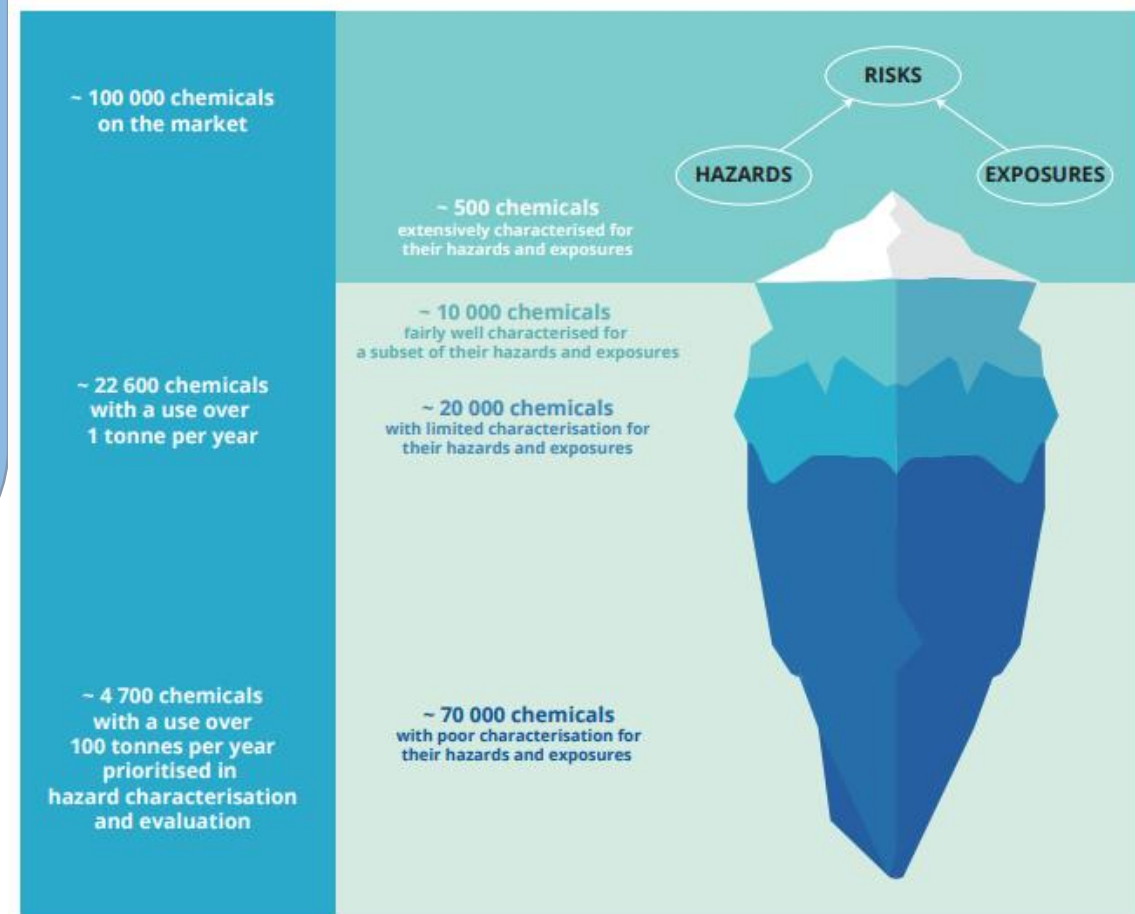 ~ 100 000 chemicals
on the market
~ 22 600 chemicals
with a use over
1 tonne per year
~ 4 700 chemicals
with a use over
100 tonnes per year
prioritised in
hazard characterisation
and evaluation
RISKS
HAZARDS
EXPOSURES
~ 500 chemicals
extensively characterised for
their hazards and exposures
~ 10 000 chemicals
fairly well characterised for
a subset of their hazards and exposures
~ 20 000 chemicals
with limited characterisation for
their hazards and exposures
~ 70 000 chemicals
with poor characterisation for
their hazards and exposures